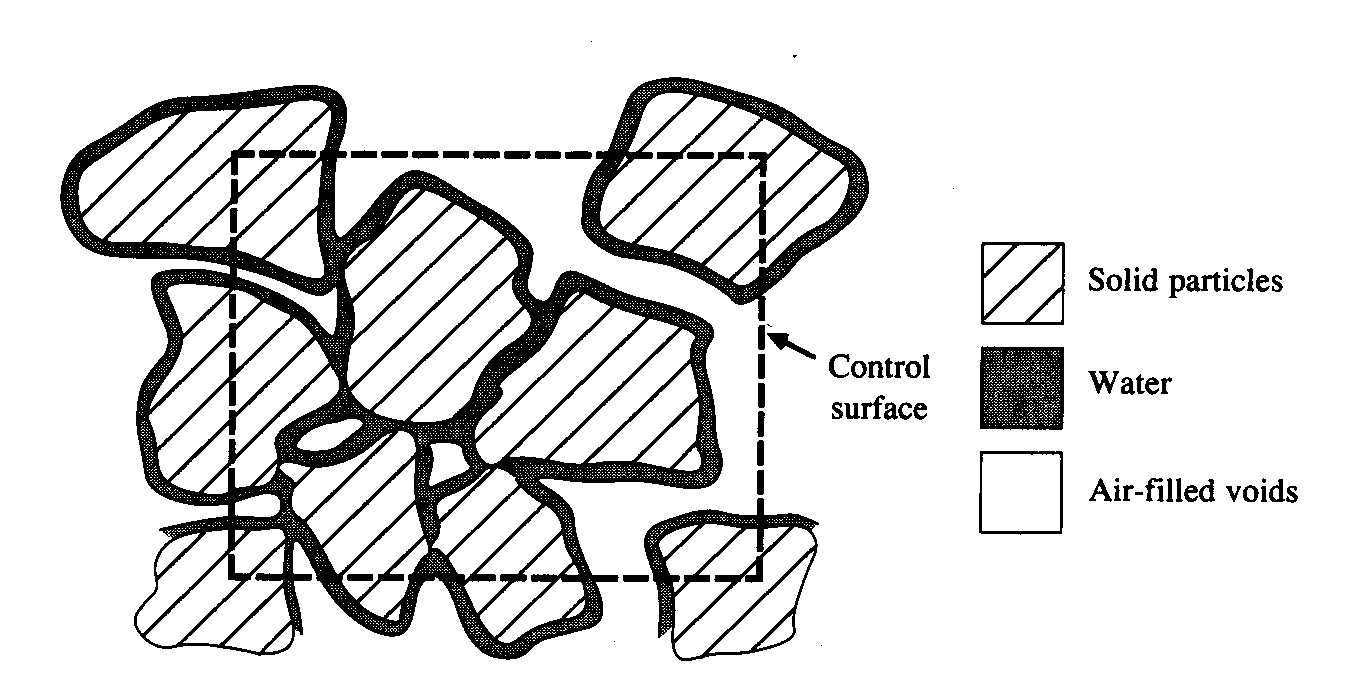 Solid particles
Control
surface
Water
Air-filled voids